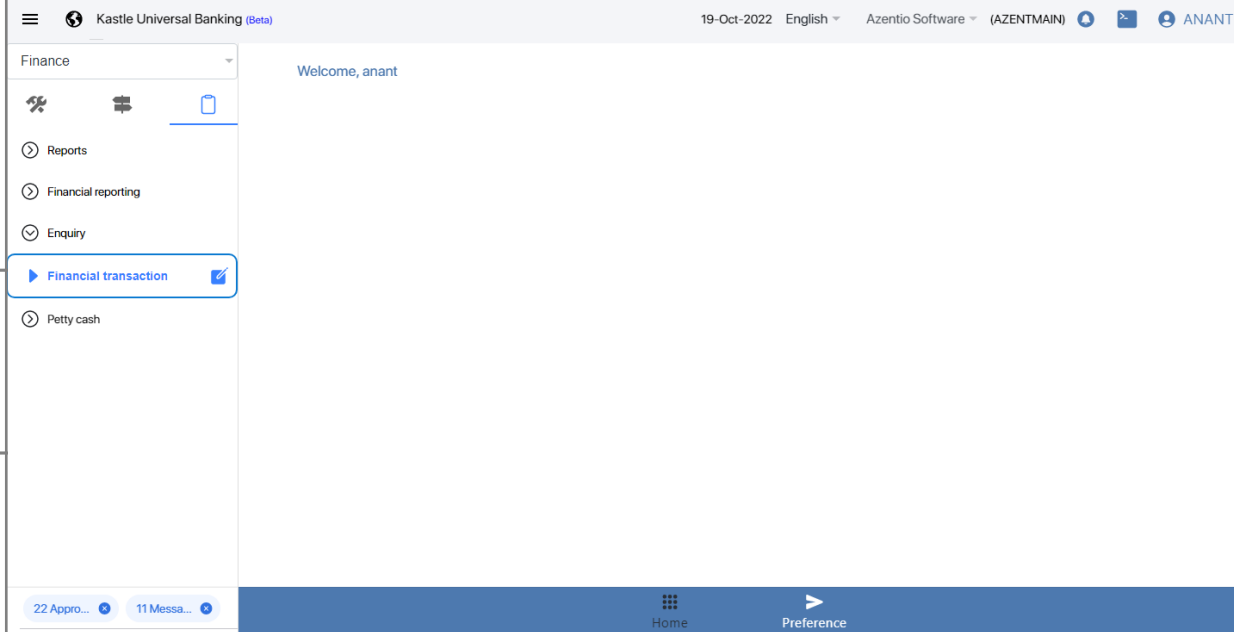 Kastle Universal Banking (Beta)
19-Oct-2022 English Azentio Software (AZENTMAIN) ANANT
Finance
Welcome, anant
Reports
Financial reporting
Enquiry
Financial transaction
Petty cash
22 Appro... 11 Messa...
Home
Preference